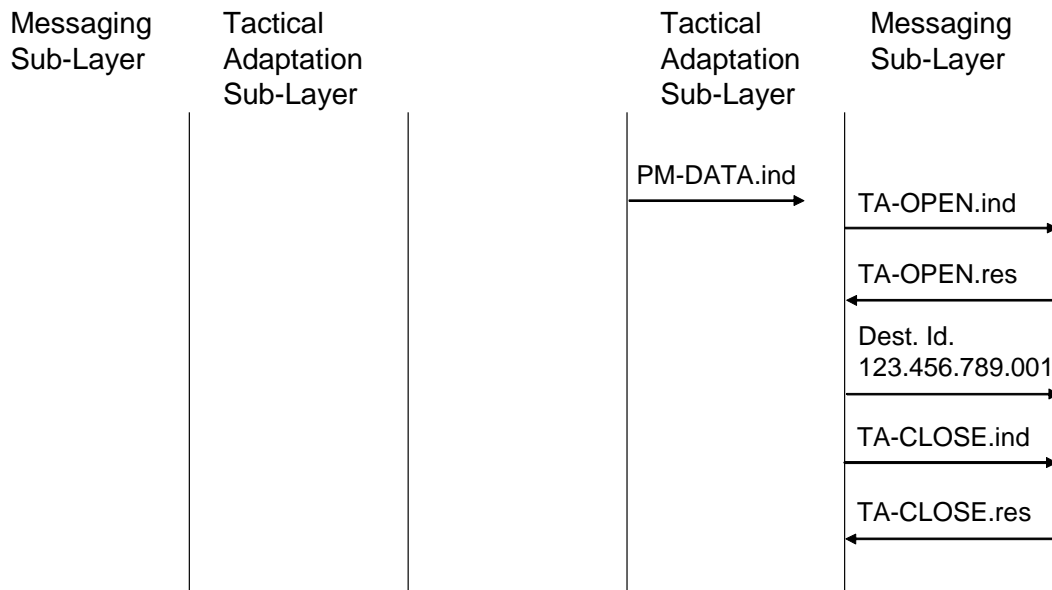 Messaging
Sub-Layer
Tactical
Adaptation
Sub-Layer
Tactical
Adaptation
Sub-Layer
Messaging
Sub-Layer
PM-DATA.ind
TA-OPEN.ind
TA-OPEN.res
Dest. Id.
123.456.789.001
TA-CLOSE.ind
TA-CLOSE.res